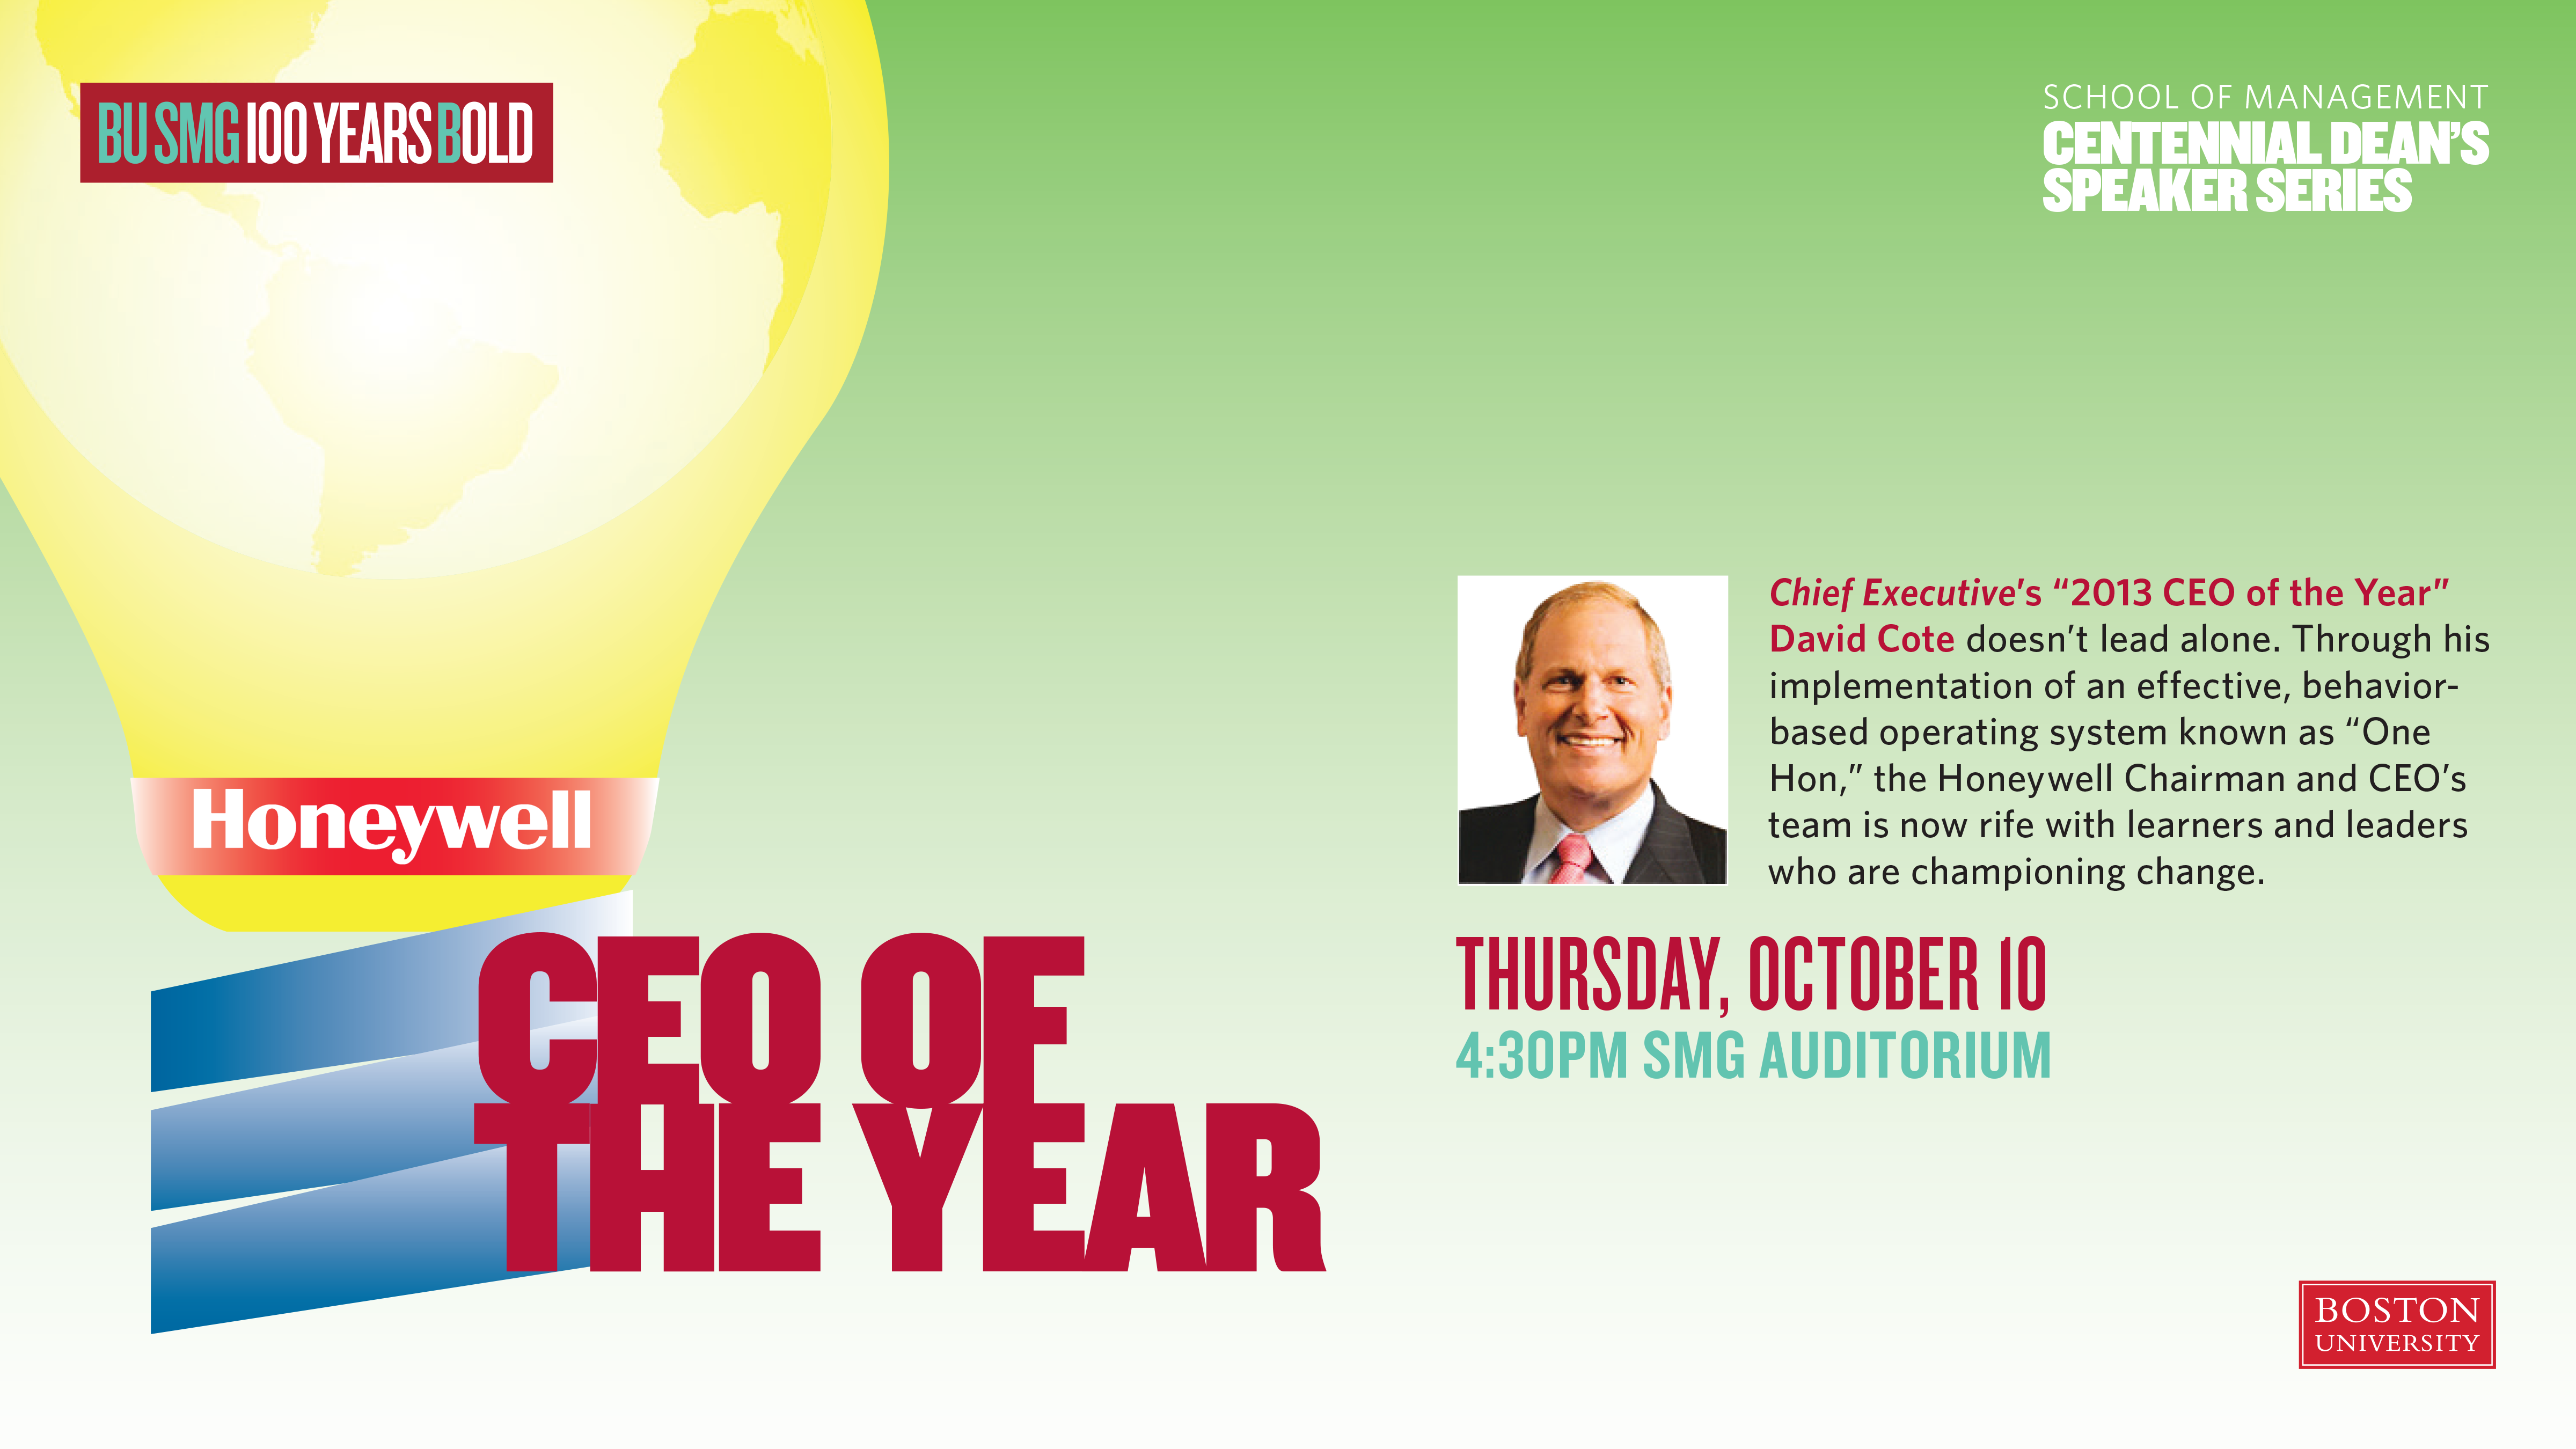 BU SMG 100 YEARS BOLD
SCHOOL OF MANAGEMENT
CENTENNIAL DEAN'S
SPEAKER SERIES
Honeywell
CEO OF
THE YEAR
Chief Executive's “2013 CEO of the Year”
David Cote doesn't lead alone. Through his
implementation of an effective, behavior-
based operating system known as “One
Hon,” the Honeywell Chairman and CEO's
team is now rife with learners and leaders
who are championing change.
THURSDAY, OCTOBER 10
4:30PM SMG AUDITORIUM
BOSTON
UNIVERSITY